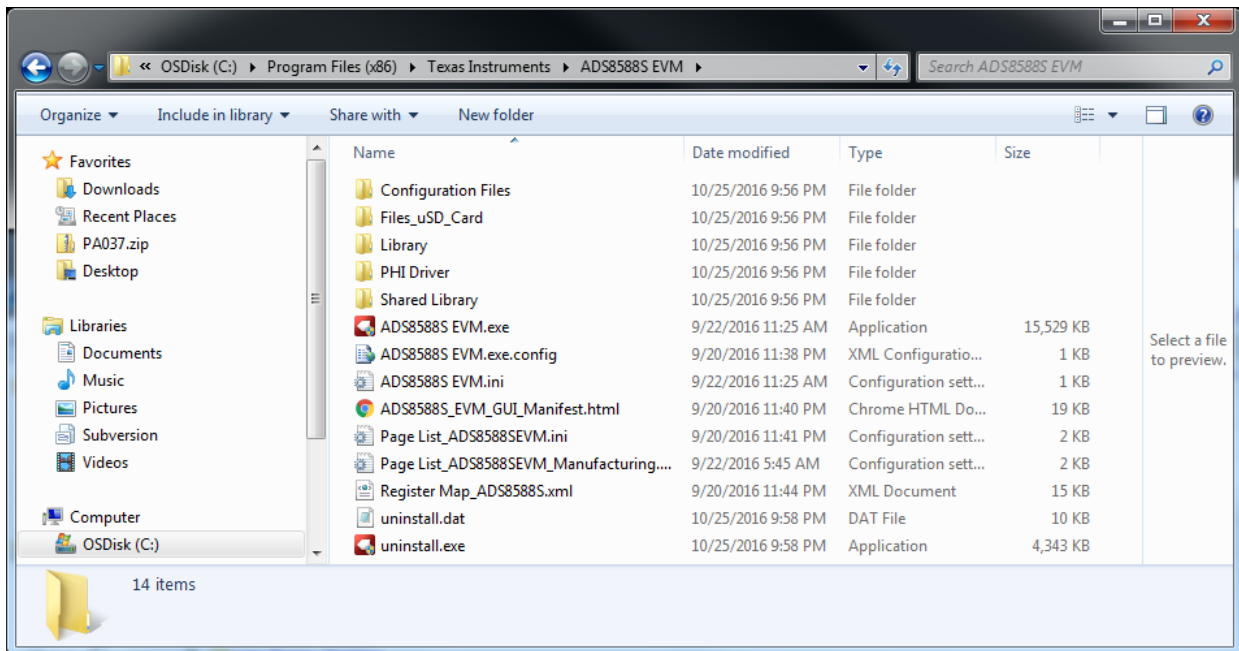 « OSDisk (C:) Program Files (x86) Texas Instruments ADS8588S EVM Search ADS8588S EVM
Organize Include in library Share with New folder
Favorites
Downloads
Recent Places
PA037.zip
Desktop
Libraries
Documents
Music
Pictures
Subversion
Videos
Computer
OSDisk (C:)
Name Date modified Type Size
Configuration Files 10/25/2016 9:56 PM File folder
Files_uSD_Card 10/25/2016 9:56 PM File folder
Library 10/25/2016 9:56 PM File folder
PHI Driver 10/25/2016 9:56 PM File folder
Shared Library 10/25/2016 9:56 PM File folder
ADS8588S EVM.exe 9/22/2016 11:25 AM Application 15,529 KB
ADS8588S EVM.exe.config 9/20/2016 11:38 PM XML Configuratio... 1 KB
ADS8588S EVM.ini 9/22/2016 11:25 AM Configuration sett... 1 KB
ADS8588S_EVM_GUI_Manifest.html 9/20/2016 11:40 PM Chrome HTML Do... 19 KB
Page List_ADS8588SEVM.ini 9/20/2016 11:41 PM Configuration sett... 2 KB
Page List_ADS8588SEVM_Manufacturing.... 9/22/2016 5:45 AM Configuration sett... 2 KB
Register Map_ADS8588S.xml 9/20/2016 11:44 PM XML Document 15 KB
uninstall.dat 10/25/2016 9:58 PM DAT File 10 KB
uninstall.exe 10/25/2016 9:58 PM Application 4,343 KB
Select a file
to preview.
14 items